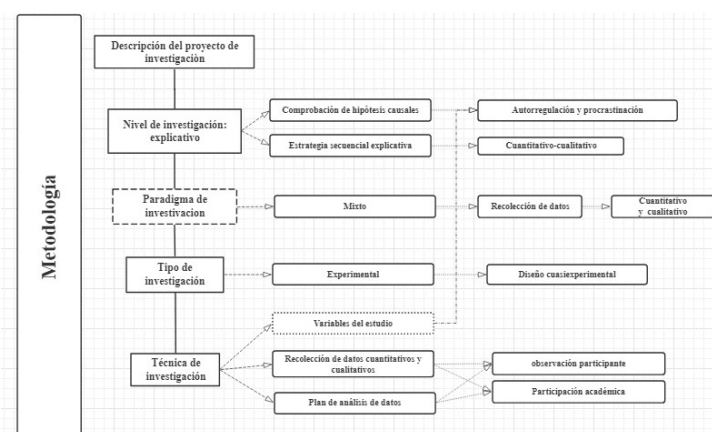 Metodología
Descripción del proyecto de
investigaciòn
Nivel de investigación:
explicativo
Comprobación de hipótesis causales
Autorregulación y procrastinación
Estrategia secuencial explicativa
Cuantitativo-cualitativo
Paradigma de
investivacion
Mixto
Recolección de datos
Cuantitativo
y cualitativo
Tipo de
investigación
Experimental
Diseño cuasiexperimental
Variables del estudio
Técnica de
investigación
Recolección de datos cuantitativos y
cualitativos
observación participante
Participación académica
Plan de análisis de datos